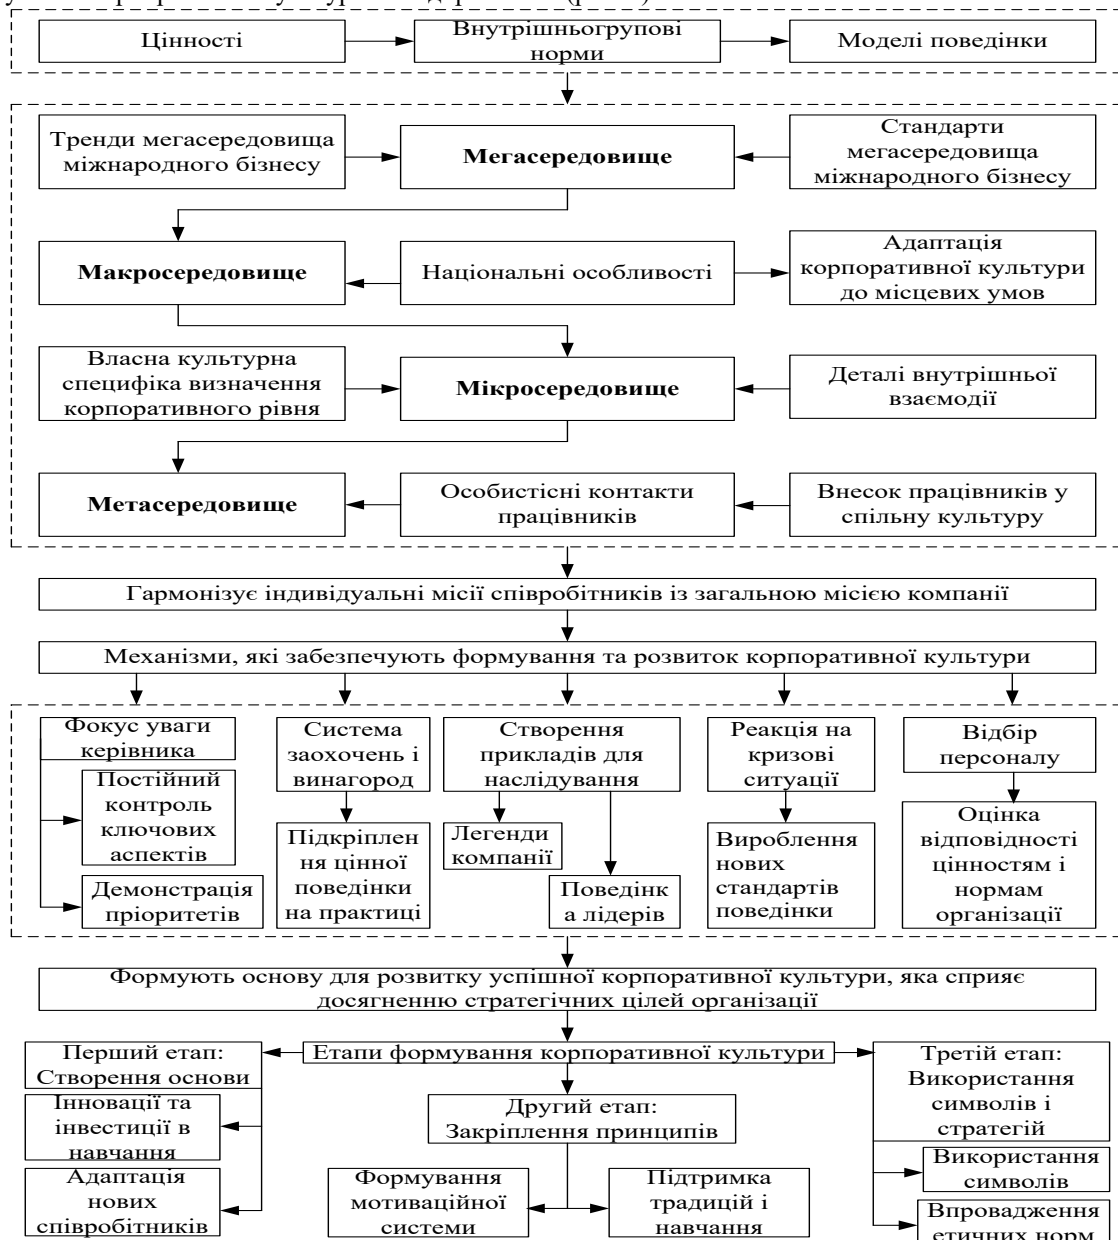 Цінності
Внутрішньогрупові
норми
Моделі поведінки
Тренди мегасередовища
міжнародного бізнесу
Мегасередовище
Стандарти
мегасередовища
міжнародного бізнесу
Макросередовище
Національні особливості
Адаптація
корпоративної культури
до місцевих умов
Власна культурна
специфіка визначення
корпоративного рівня
Мікросередовище
Деталі внутрішньої
взаємодії
Метасередовище
Особистісні контакти
працівників
Внесок працівників у
спільну культуру
Гармонізує індивідуальні місії співробітників із загальною місією компанії
Механізми, які забезпечують формування та розвиток корпоративної культури
Фокус уваги
керівника
Постійний
контроль
ключових
аспектів
Демонстрація
пріоритетів
Система
заохочень і
винагород
Підкріплен
ня цінної
поведінки
на практиці
Створення
прикладів для
наслідування
Легенди
компанії
Поведінк
а лідерів
Реакція на
кризові
ситуації
Вироблення
нових
стандартів
поведінки
Відбір
персоналу
Оцінка
відповідності
цінностям і
нормам
організації
Формують основу для розвитку успішної корпоративної культури, яка сприяє
досягненню стратегічних цілей організації
Етапи формування корпоративної культури
Перший етап:
Створення основи
Інновації та
інвестиції в
навчання
Адаптація
нових
співробітників
Другий етап:
Закріплення принципів
Формування
мотиваційної
системи
Підтримка
традицій і
навчання
Третій етап:
Використання
символів і
стратегій
Використання
символів
Впровадження
етичних норм